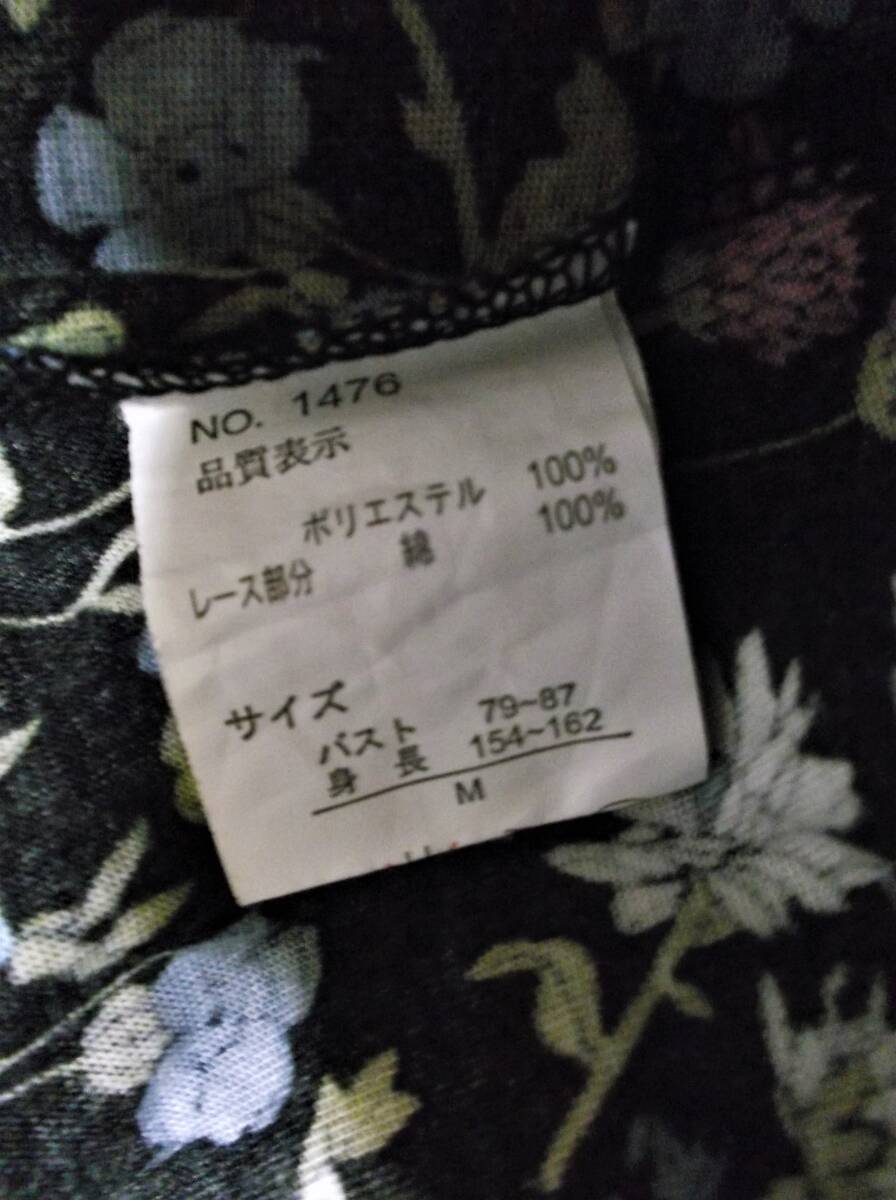 NO. 1476
品質表示
ポリエステル 100%
レース部分 綿 100%
サイズ
バスト 79~87
身長 154~162
M